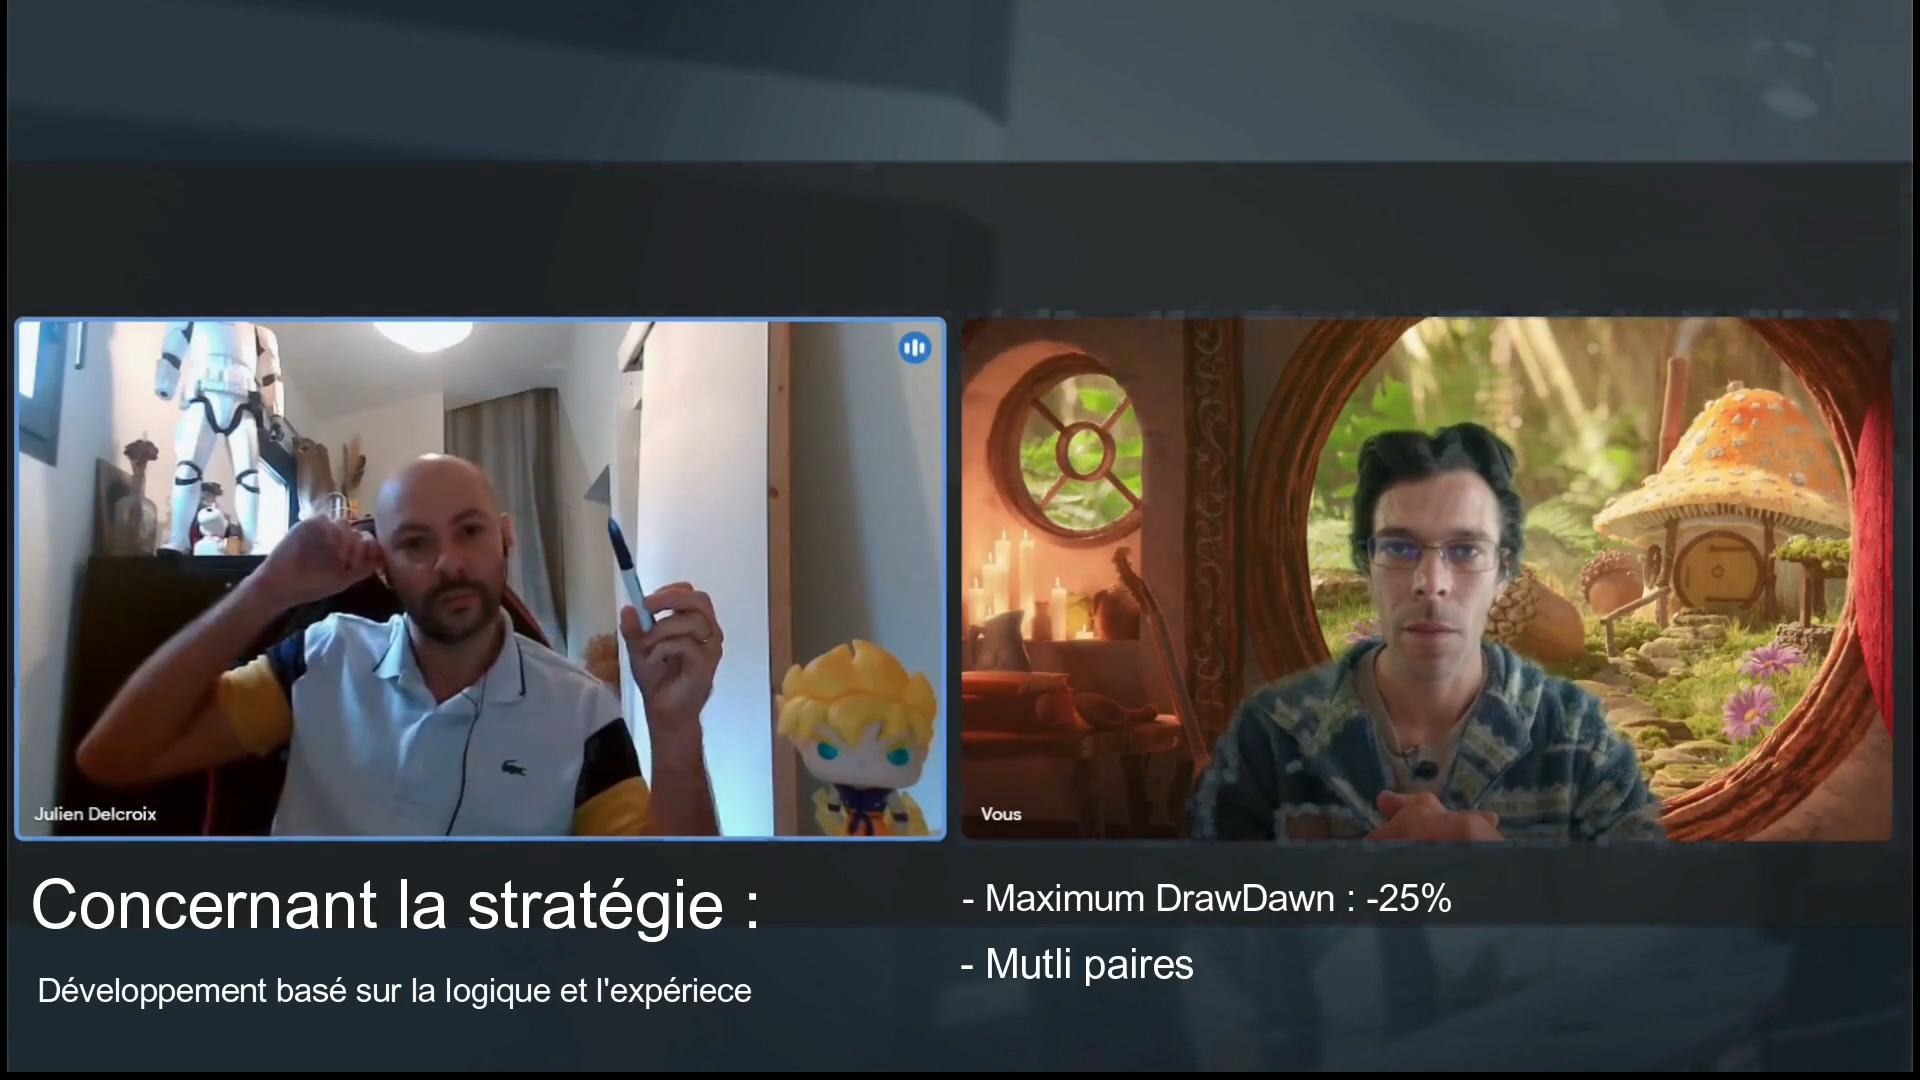 Julien Delcroix
Vous
Concernant la stratégie :
Développement basé sur la logique et l'expériece
- Maximum DrawDawn : -25%
- Mutli paires